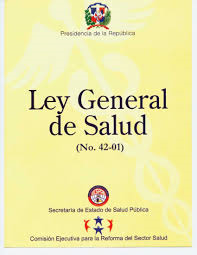 Presidencia de la República
Ley General
de Salud
(No. 42-01)
Secretaria de Estado de Salud Pública
Comisión Ejecutiva para la Reforma del Sector Salud